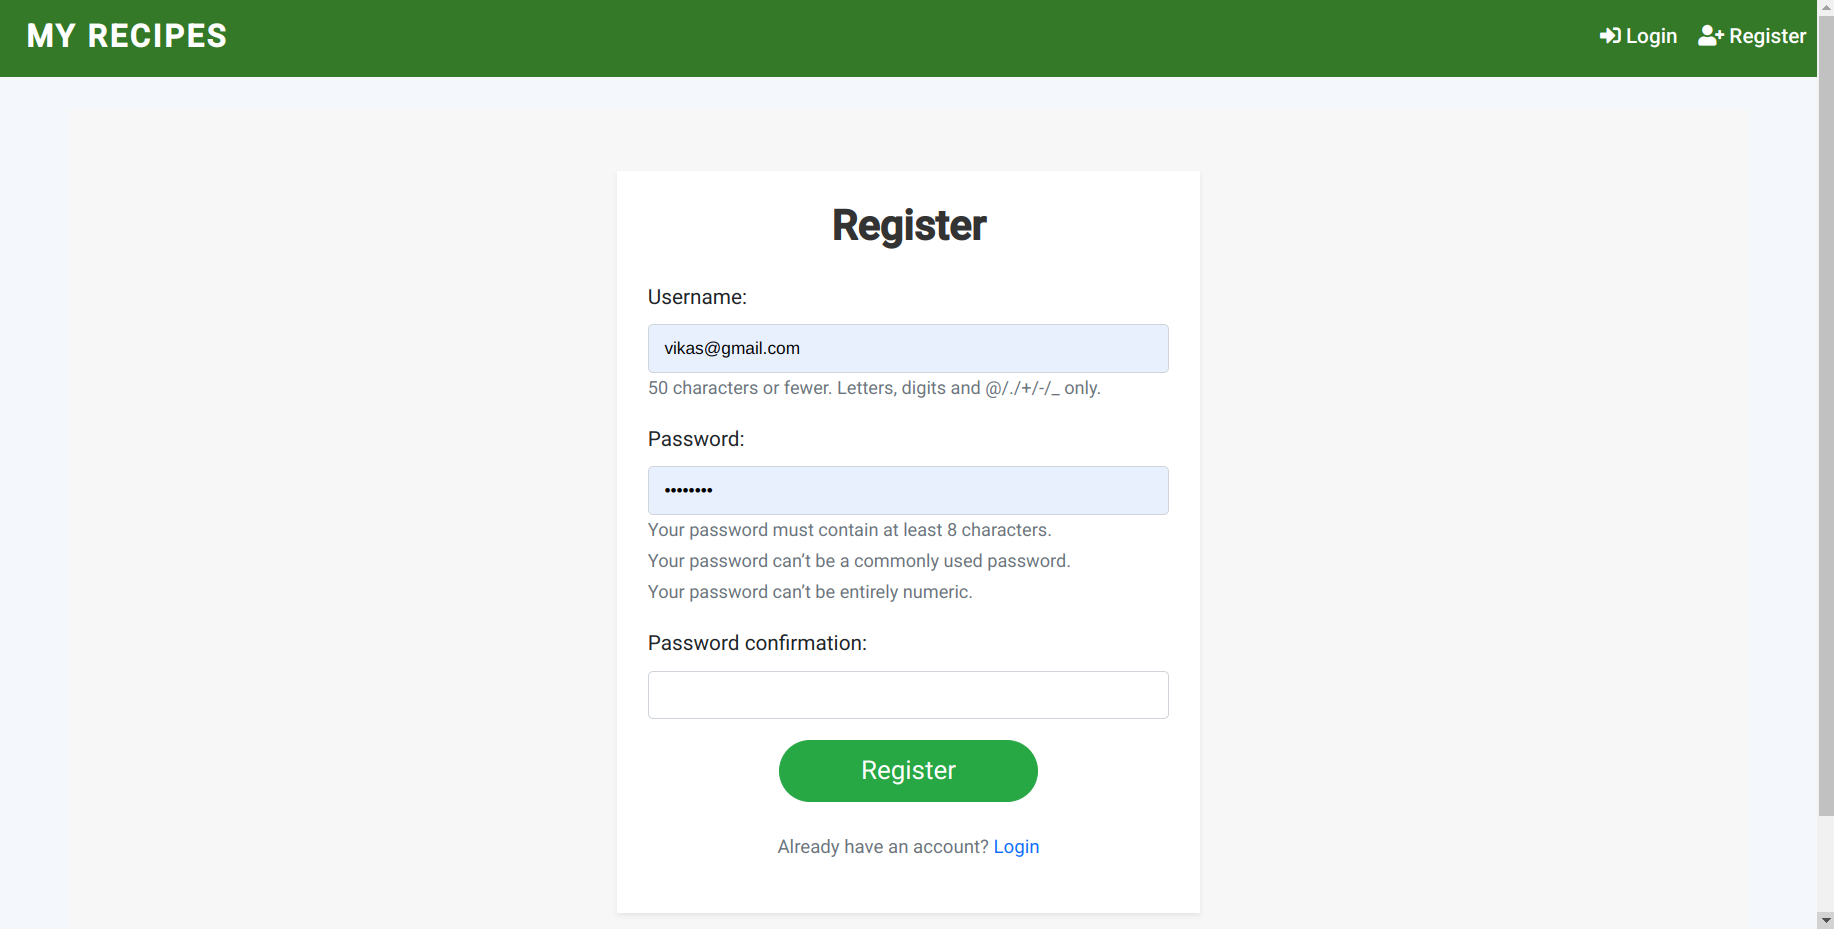 MY RECIPES
Login Register
Register
Username:
vikas@gmail.com
50 characters or fewer. Letters, digits and @/./+/-/_ only.
Password:
••••••••
Your password must contain at least 8 characters.
Your password can’t be a commonly used password.
Your password can’t be entirely numeric.
Password confirmation:
Register
Already have an account? Login